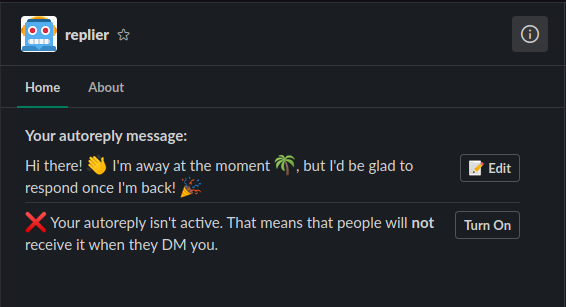 replier
Home About
Your autoreply message:
Hi there! 👋 I'm away at the moment 🌴, but I'd be glad to
respond once I'm back! 🎉
📝 Edit
❌ Your autoreply isn't active. That means that people will not
receive it when they DM you.
Turn On